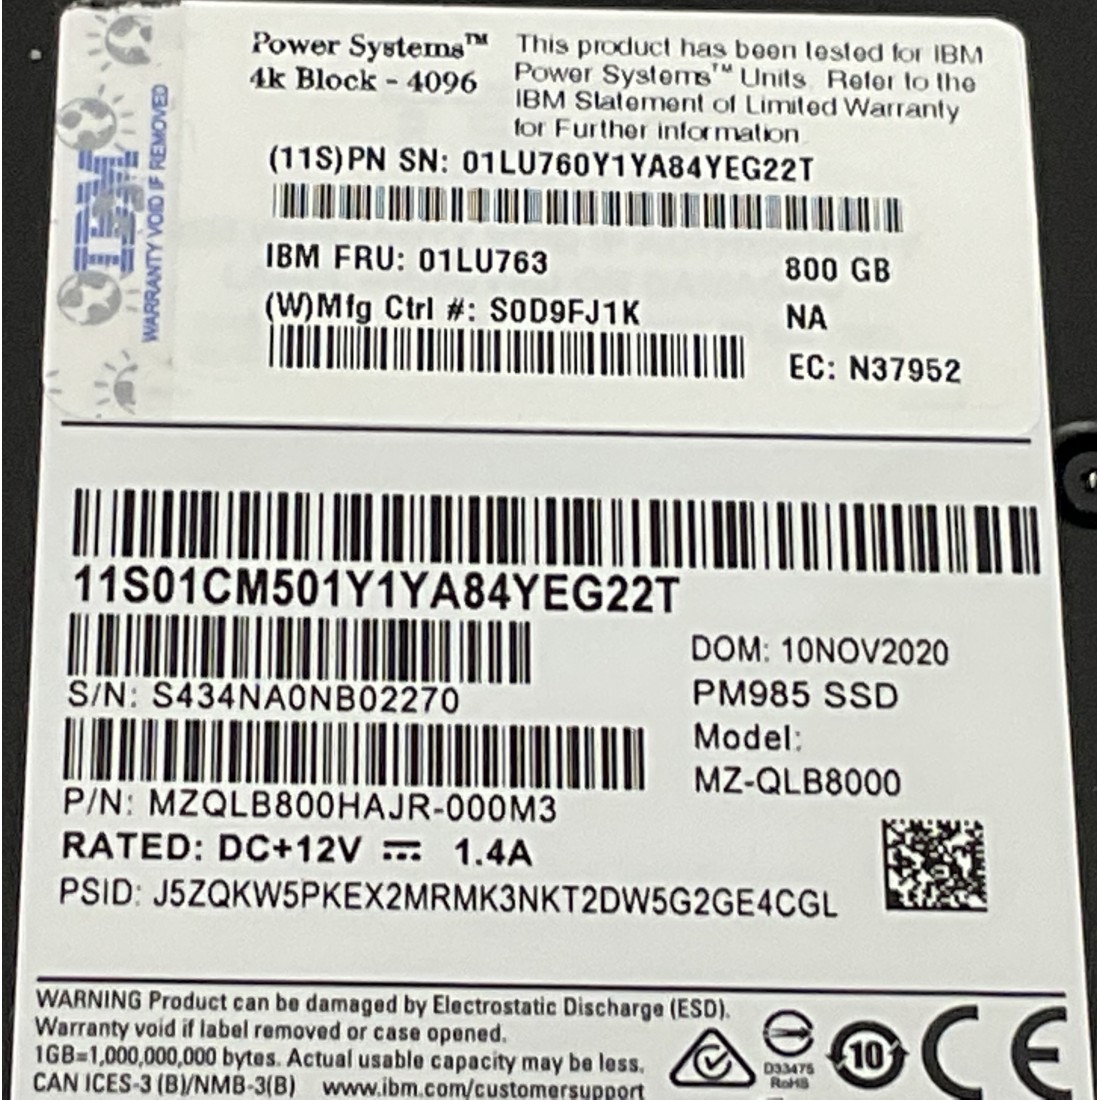 Power Systems™
4k Block - 4096
This product has been tested for IBM
Power Systems™ Units. Refer to the
IBM Statement of Limited Warranty
for Further information
(11S)PN SN: 01LU760Y1YA84YEG22T
IBM FRU: 01LU763
800 GB
(W)Mfg Ctrl #: S0D9FJ1K
NA
EC: N37952
IBM
WARRANTY VOID IF REMOVED
11S01CM501Y1YA84YEG22T
S/N: S434NA0NB02270
P/N: MZQLB800HAJR-000M3
DOM: 10NOV2020
PM985 SSD
Model:
MZ-QLB8000
RATED: DC+12V ⎓ 1.4A
PSID: J5ZQKW5PKEX2MRMK3NKT2DW5G2GE4CGL
WARNING Product can be damaged by Electrostatic Discharge (ESD).
Warranty void if label removed or case opened.
1GB=1,000,000,000 bytes. Actual usable capacity may be less.
CAN ICES-3 (B)/NMB-3(B) www.ibm.com/customersupport
D33475
RoHS
10
CE